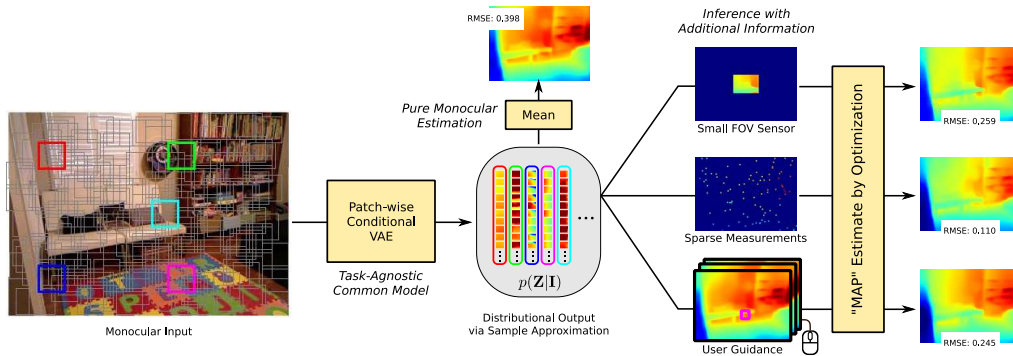 RMSE: 0.398
Inference with
Additional Information
Pure Monocular
Estimation
Mean
Small FOV Sensor
RMSE: 0.259
Patch-wise
Conditional
VAE
Task-Agnostic
Common Model
...
p(Z|I)
Distributional Output
via Sample Approximation
Sparse Measurements
"MAP" Estimate by Optimization
RMSE: 0.110
Monocular Input
User Guidance
RMSE: 0.245